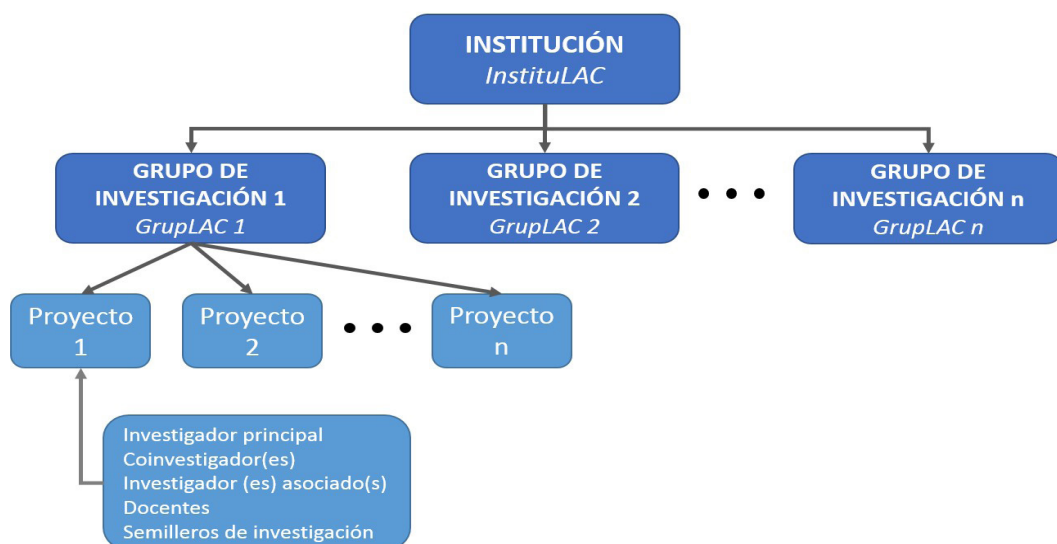 INSTITUCIÓN
InstituLAC
GRUPO DE
INVESTIGACIÓN 1
GrupLAC 1
GRUPO DE
INVESTIGACIÓN 2
GrupLAC 2
GRUPO DE
INVESTIGACIÓN n
GrupLAC n
Proyecto
1
Proyecto
2
Proyecto
n
Investigador principal
Coinvestigador(es)
Investigador (es) asociado(s)
Docentes
Semilleros de investigación